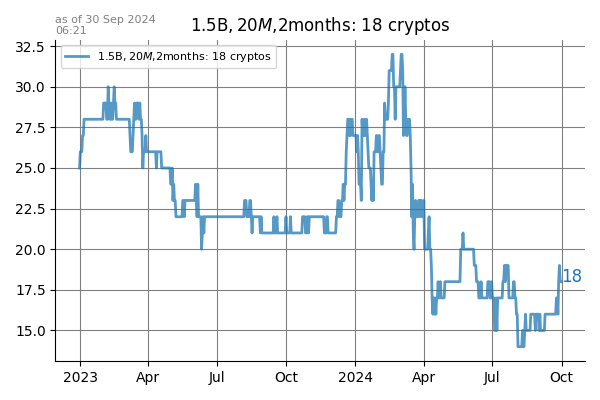 as of 30 Sep 2024
06:21
1.5B,20M,2months: 18 cryptos
1.5B,20M,2months: 18 cryptos
32.5
30.0
27.5
25.0
22.5
20.0
17.5
15.0
18
2023
Apr
Jul
Oct
2024
Apr
Jul
Oct